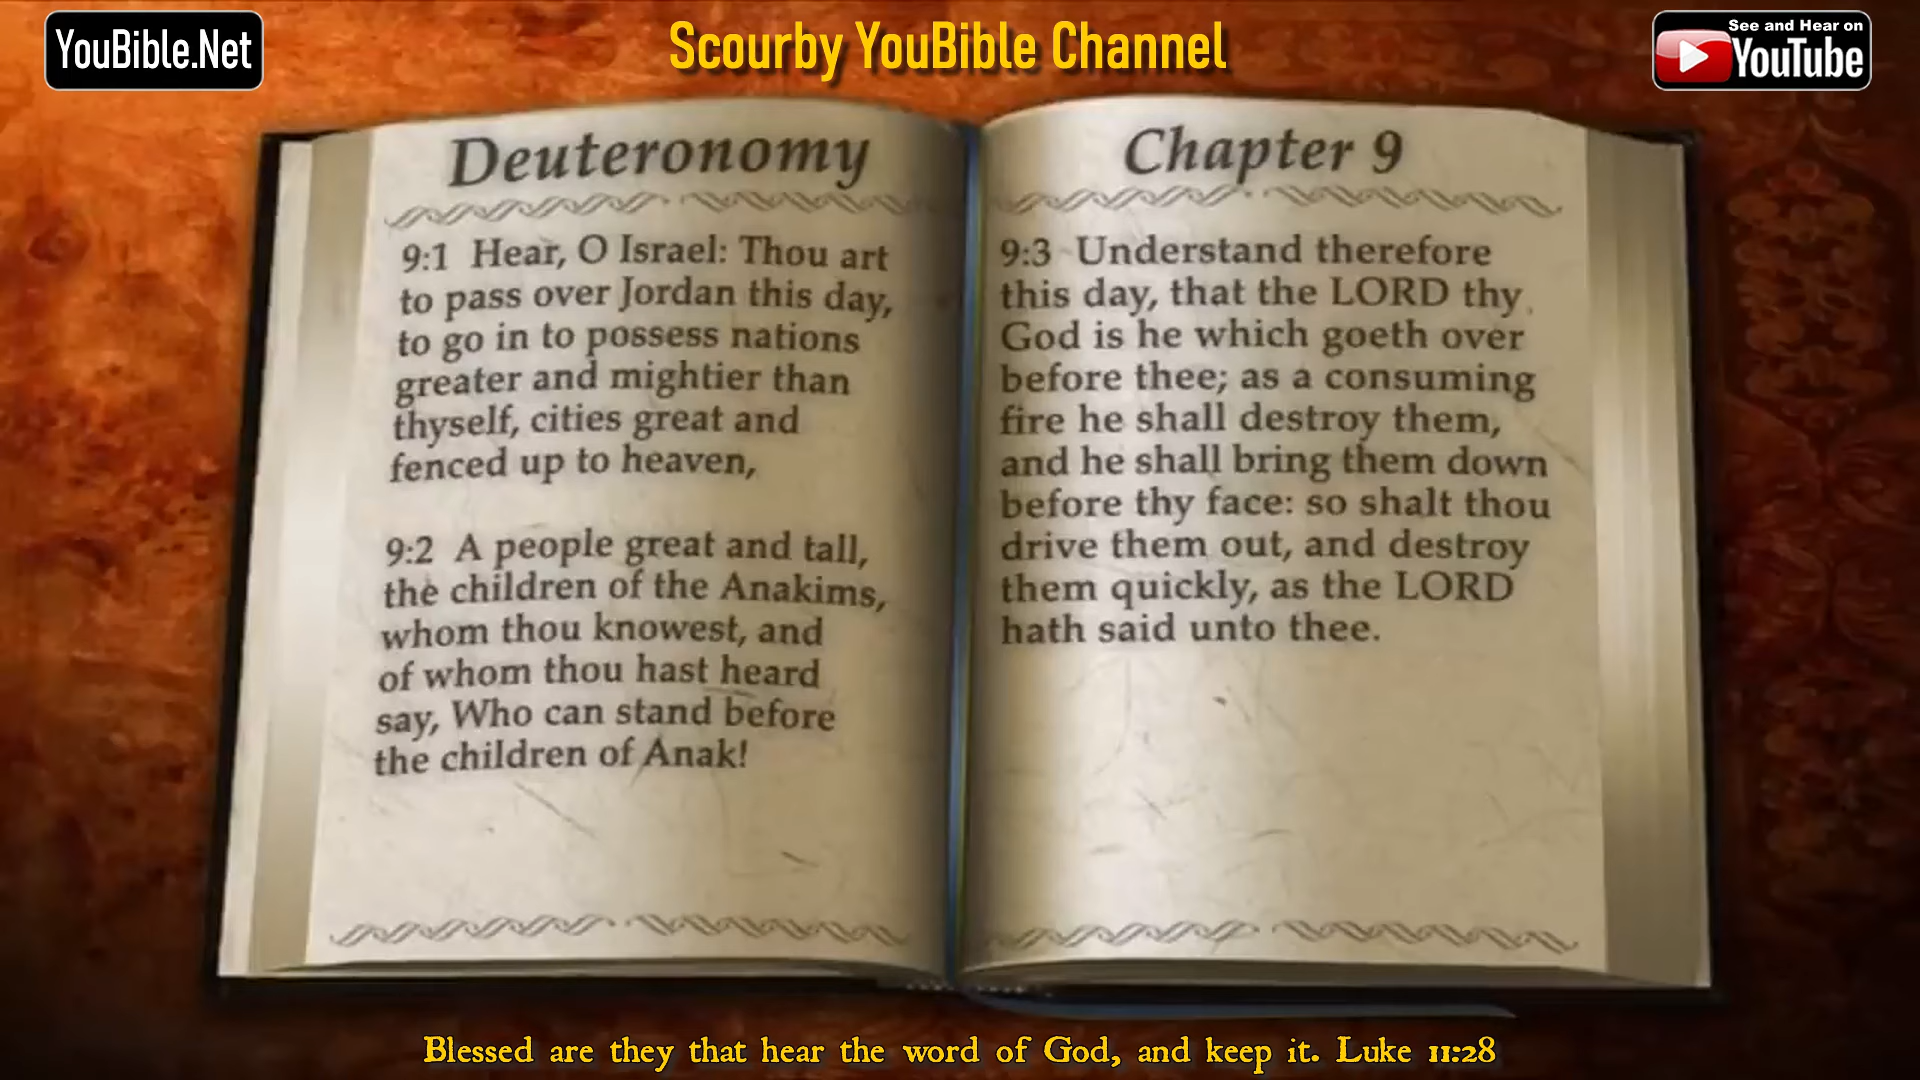 YouBible.Net
Scourby YouBible Channel
See and Hear on
YouTube
Deuteronomy
9:1 Hear, O Israel: Thou art
to pass over Jordan this day,
to go in to possess nations
greater and mightier than
thyself, cities great and
fenced up to heaven,
9:2 A people great and tall,
the children of the Anakims,
whom thou knowest, and
of whom thou hast heard
say, Who can stand before
the children of Anak!
Chapter 9
9:3 Understand therefore
this day, that the LORD thy
God is he which goeth over
before thee; as a consuming
fire he shall destroy them,
and he shall bring them down
before thy face: so shalt thou
drive them out, and destroy
them quickly, as the LORD
hath said unto thee.
Blessed are they that hear the word of God, and keep it. Luke 11:28